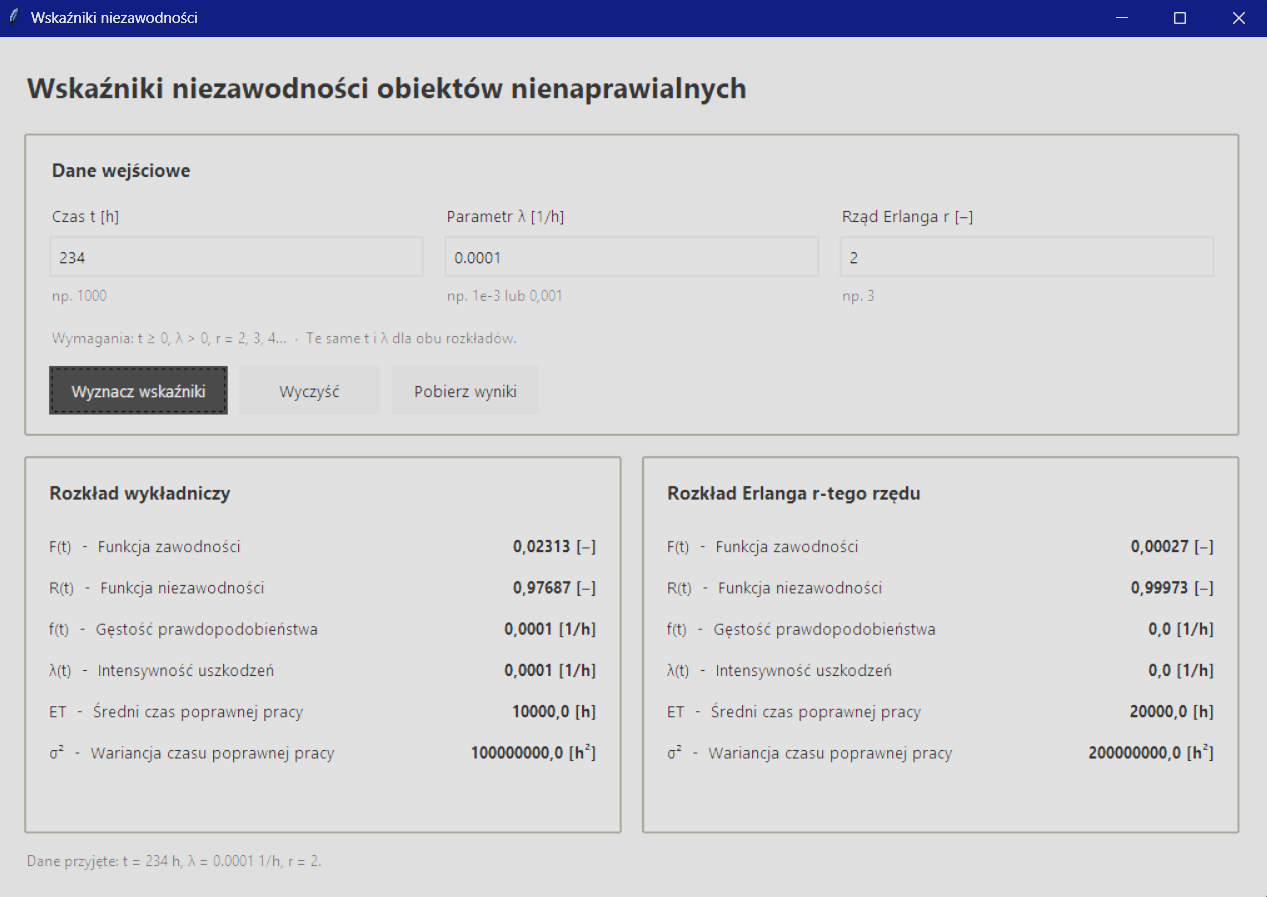 Wskaźniki niezawodności
Wskaźniki niezawodności obiektów nienaprawialnych
Dane wejściowe
Czas t [h]
Parametr λ [1/h]
Rząd Erlanga r [–]
234
0.0001
2
np. 1000
np. 1e-3 lub 0,001
np. 3
Wymagania: t ≥ 0, λ > 0, r = 2, 3, 4... · Te same t i λ dla obu rozkładów.
Wyznacz wskaźniki
Wyczyść
Pobierz wyniki
Rozkład wykładniczy
F(t) - Funkcja zawodności 0,02313 [–]
R(t) - Funkcja niezawodności 0,97687 [–]
f(t) - Gęstość prawdopodobieństwa 0,0001 [1/h]
λ(t) - Intensywność uszkodzeń 0,0001 [1/h]
ET - Średni czas poprawnej pracy 10000,0 [h]
σ² - Wariancja czasu poprawnej pracy 100000000,0 [h²]
Rozkład Erlanga r-tego rzędu
F(t) - Funkcja zawodności 0,00027 [–]
R(t) - Funkcja niezawodności 0,99973 [–]
f(t) - Gęstość prawdopodobieństwa 0,0 [1/h]
λ(t) - Intensywność uszkodzeń 0,0 [1/h]
ET - Średni czas poprawnej pracy 20000,0 [h]
σ² - Wariancja czasu poprawnej pracy 200000000,0 [h²]
Dane przyjęte: t = 234 h, λ = 0.0001 1/h, r = 2.